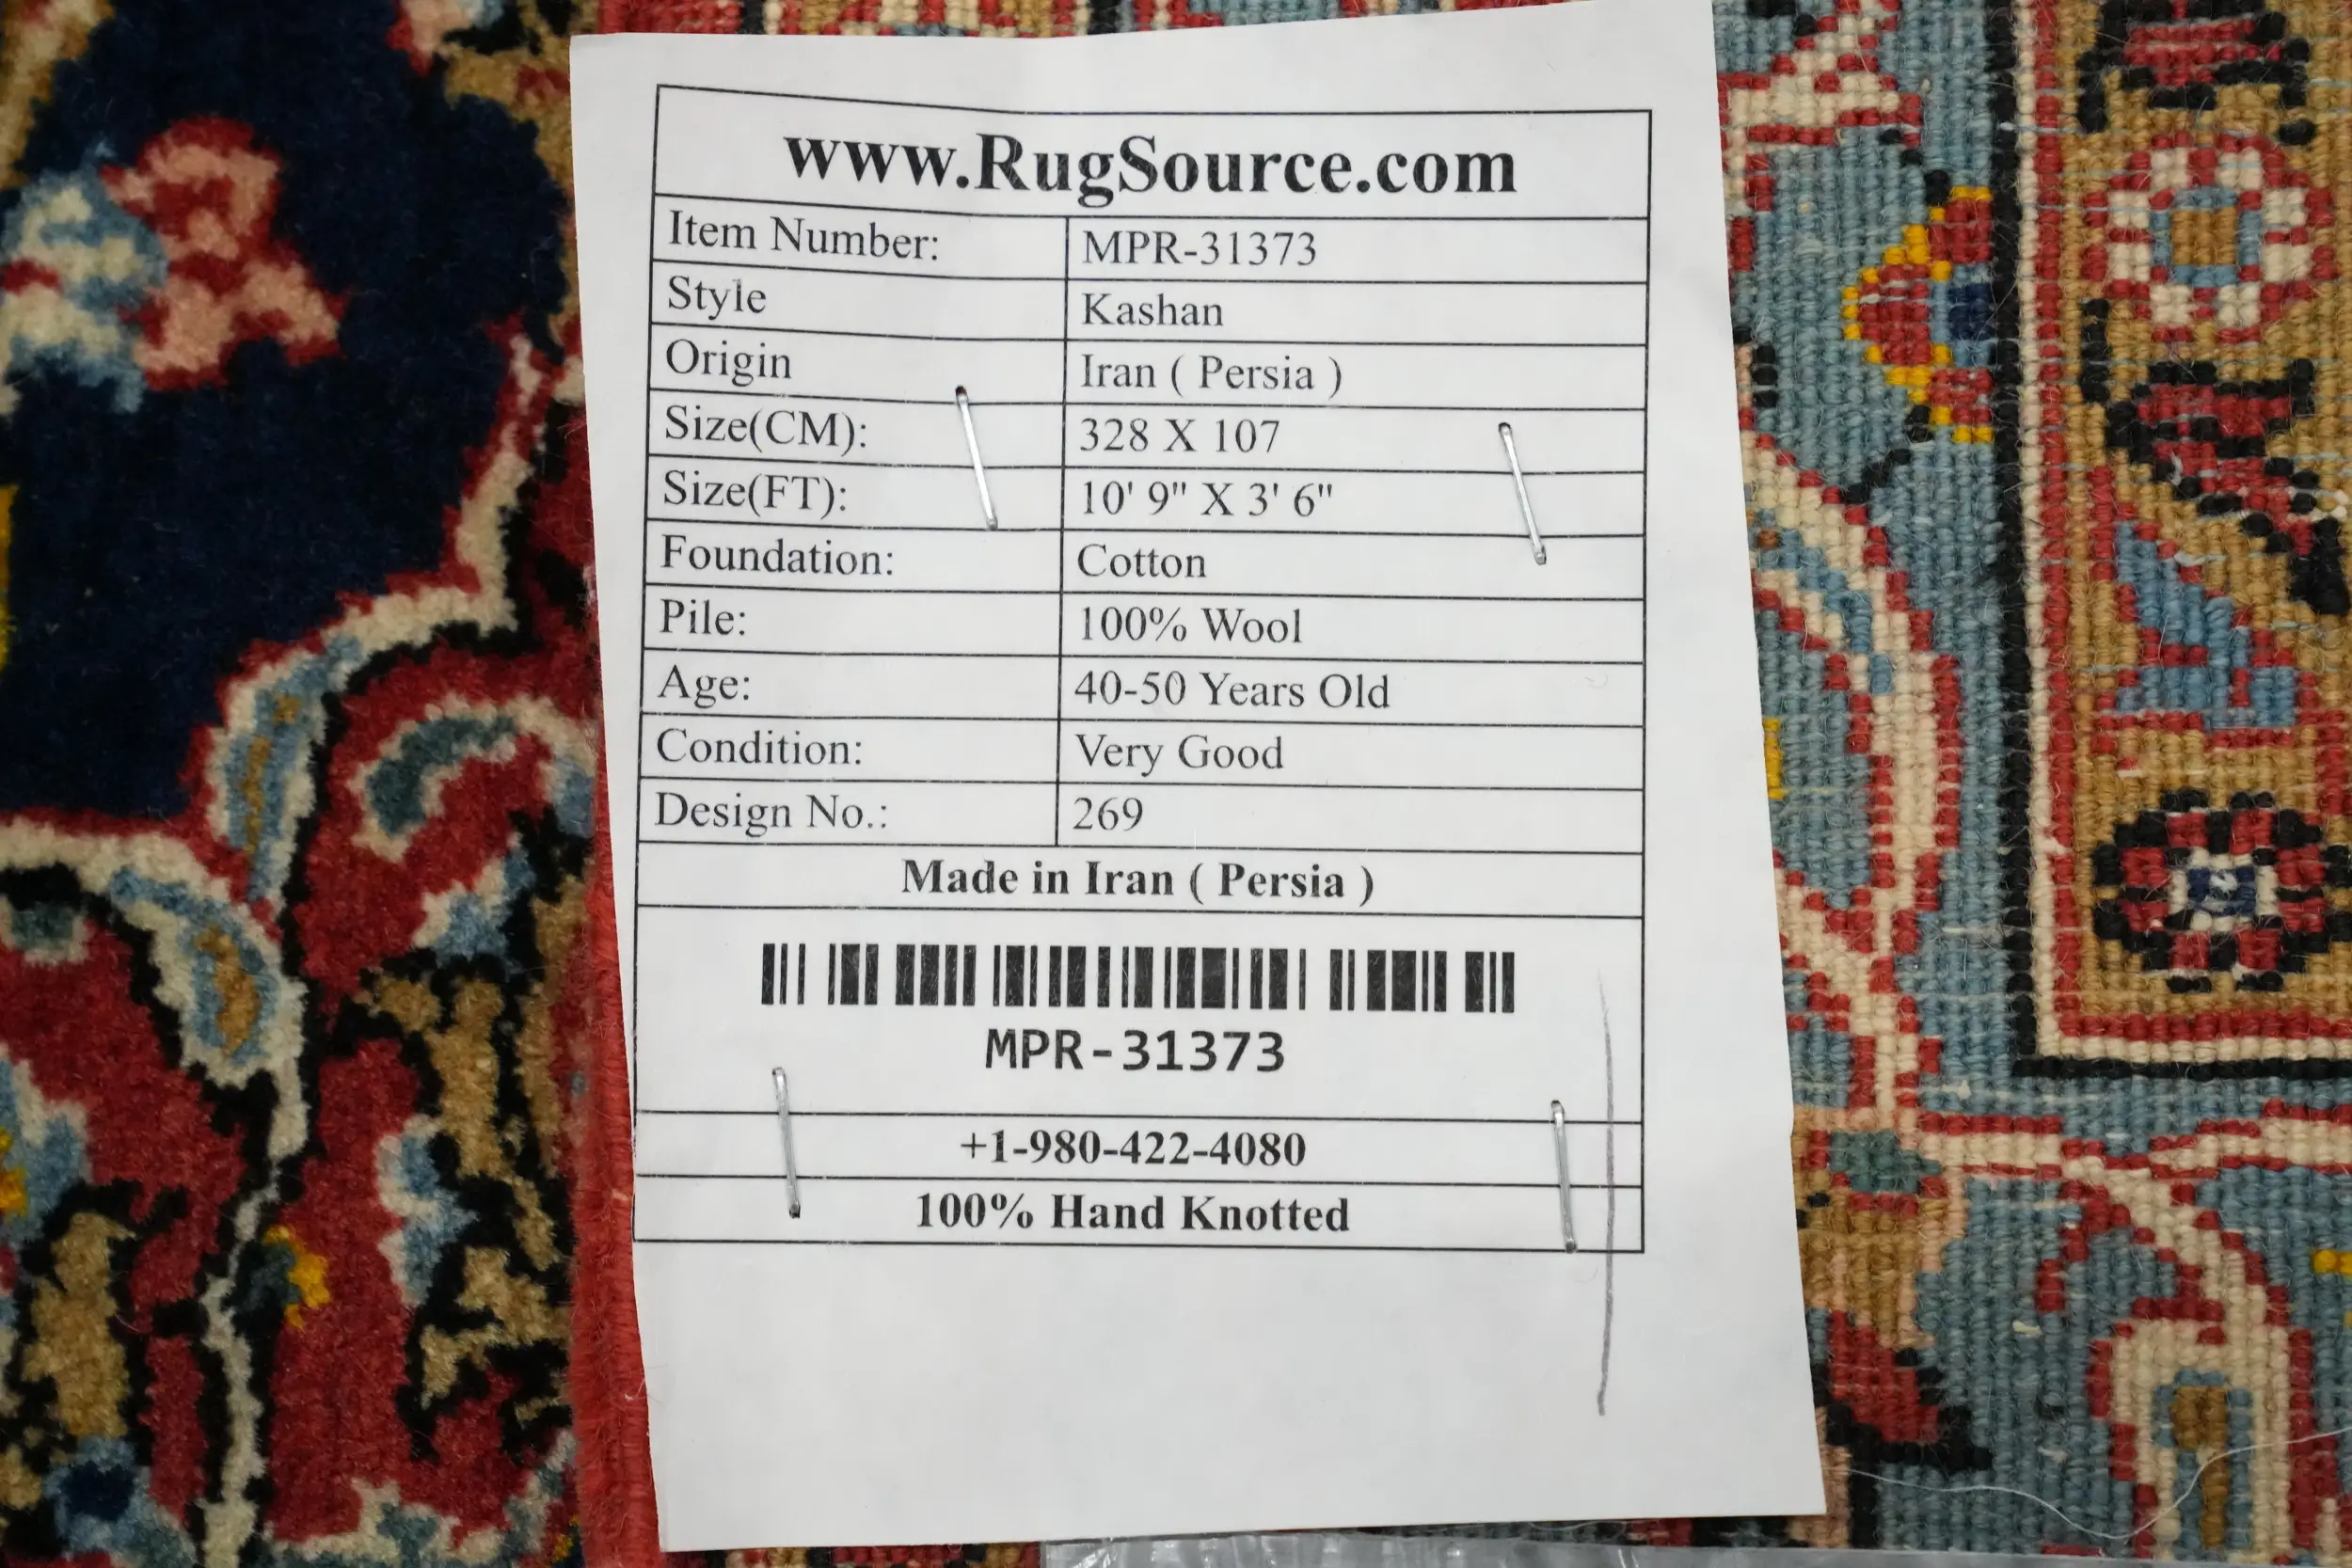 www.RugSource.com
Item Number: MPR-31373
Style Kashan
Origin Iran ( Persia )
Size(CM): 328 X 107
Size(FT): 10' 9" X 3' 6"
Foundation: Cotton
Pile: 100% Wool
Age: 40-50 Years Old
Condition: Very Good
Design No.: 269
Made in Iran ( Persia )
MPR-31373
+1-980-422-4080
100% Hand Knotted